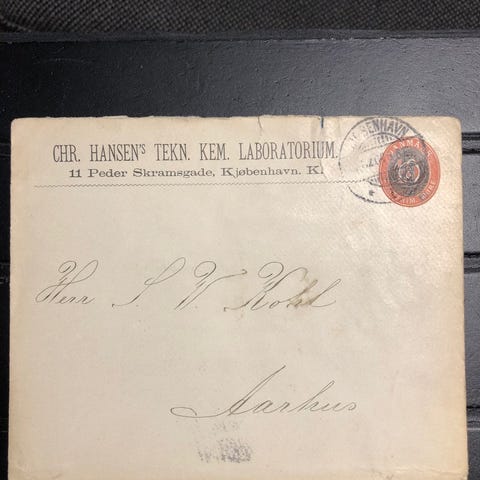 CHR. HANSEN'S TEKN. KEM. LABORATORIUM.
11 Peder Skramsgade, Kjøbenhavn. K.
KJØBENHAVN
DANMARK
Herr S. V. Kohl
Aarhus